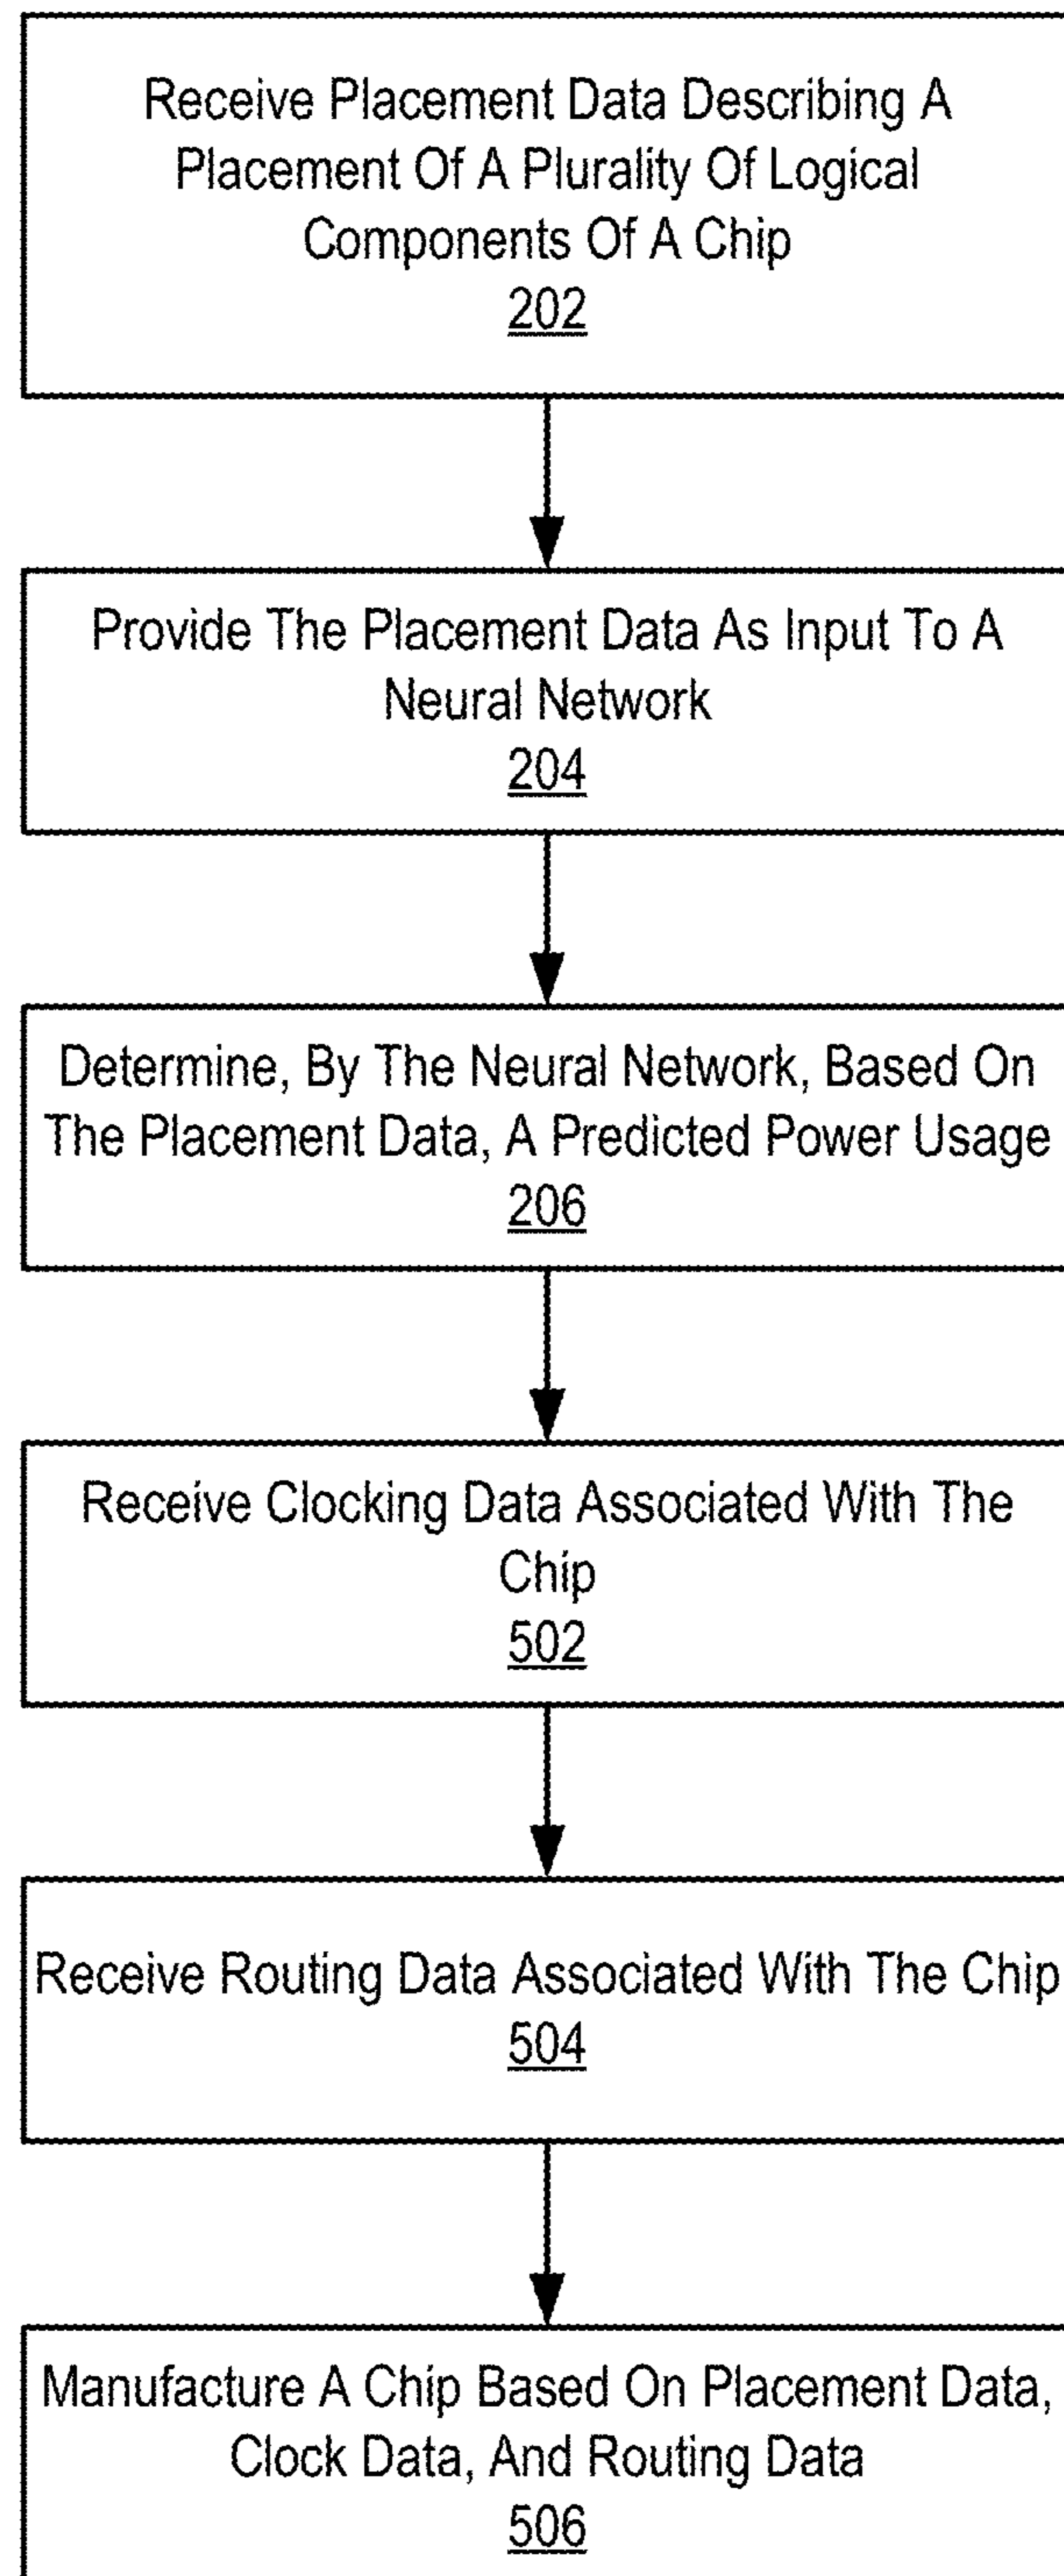 Receive Placement Data Describing A
Placement Of A Plurality Of Logical
Components Of A Chip
202
Provide The Placement Data As Input To A
Neural Network
204
Determine, By The Neural Network, Based On
The Placement Data, A Predicted Power Usage
206
Receive Clocking Data Associated With The
Chip
502
Receive Routing Data Associated With The Chip
504
Manufacture A Chip Based On Placement Data,
Clock Data, And Routing Data
506